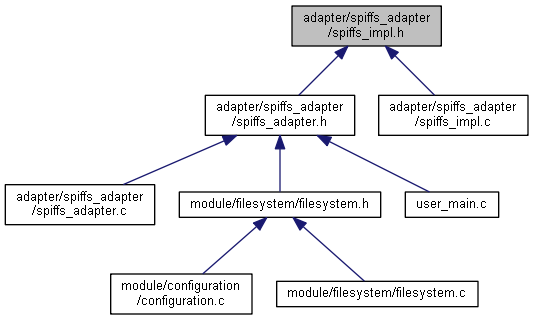 adapter/spiffs_adapter
/spiffs_impl.h
adapter/spiffs_adapter
/spiffs_adapter.h
adapter/spiffs_adapter
/spiffs_impl.c
adapter/spiffs_adapter
/spiffs_adapter.c
module/filesystem/filesystem.h
user_main.c
module/configuration
/configuration.c
module/filesystem/filesystem.c